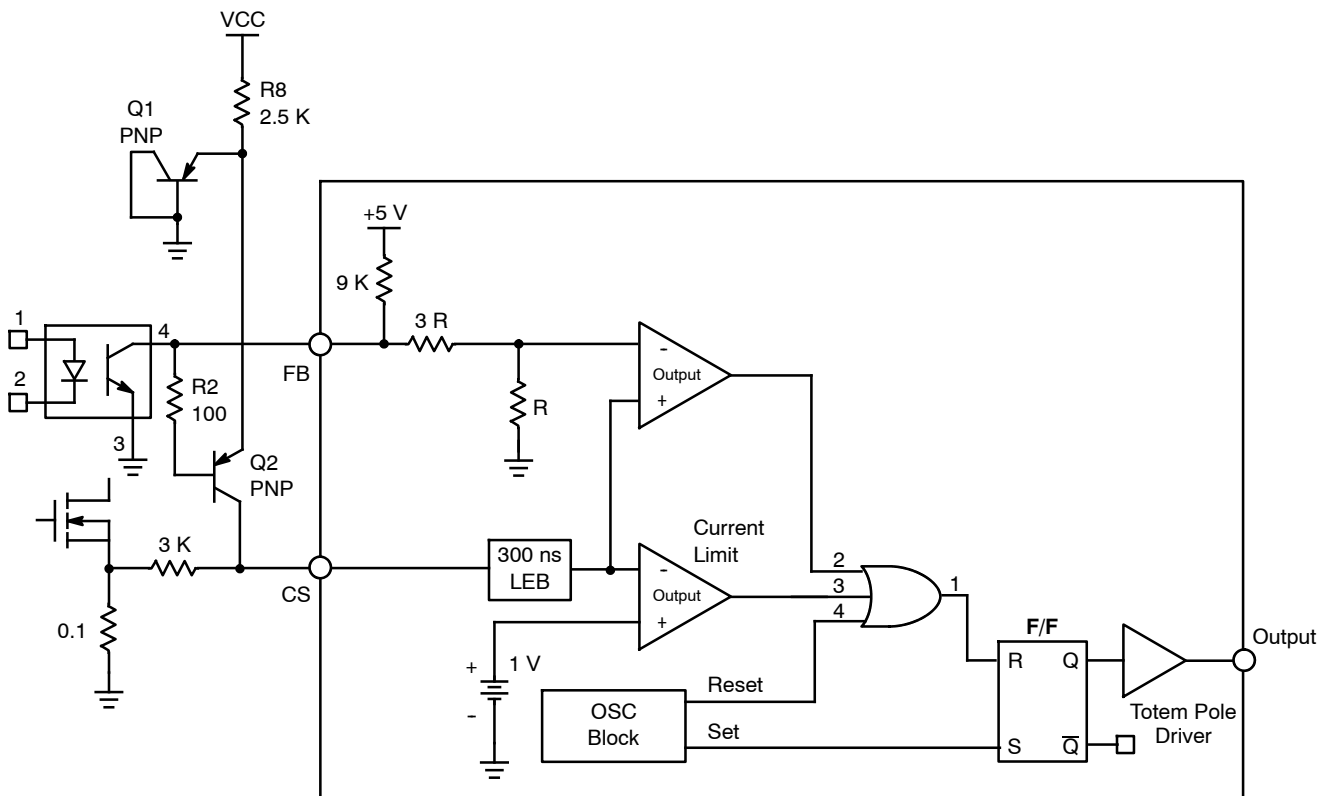 VCC
R8
2.5 K
Q1
PNP
+5 V
9 K
1
4
3 R
-
Output
+
FB
2
R2
100
R
3
Q2
PNP
3 K
Current
Limit
300 ns
LEB
-
Output
+
2
3
4
1
CS
0.1
F/F
Output
+
1 V
-
R
Q
Reset
OSC
Block
Set
Totem Pole
Driver
S
Q